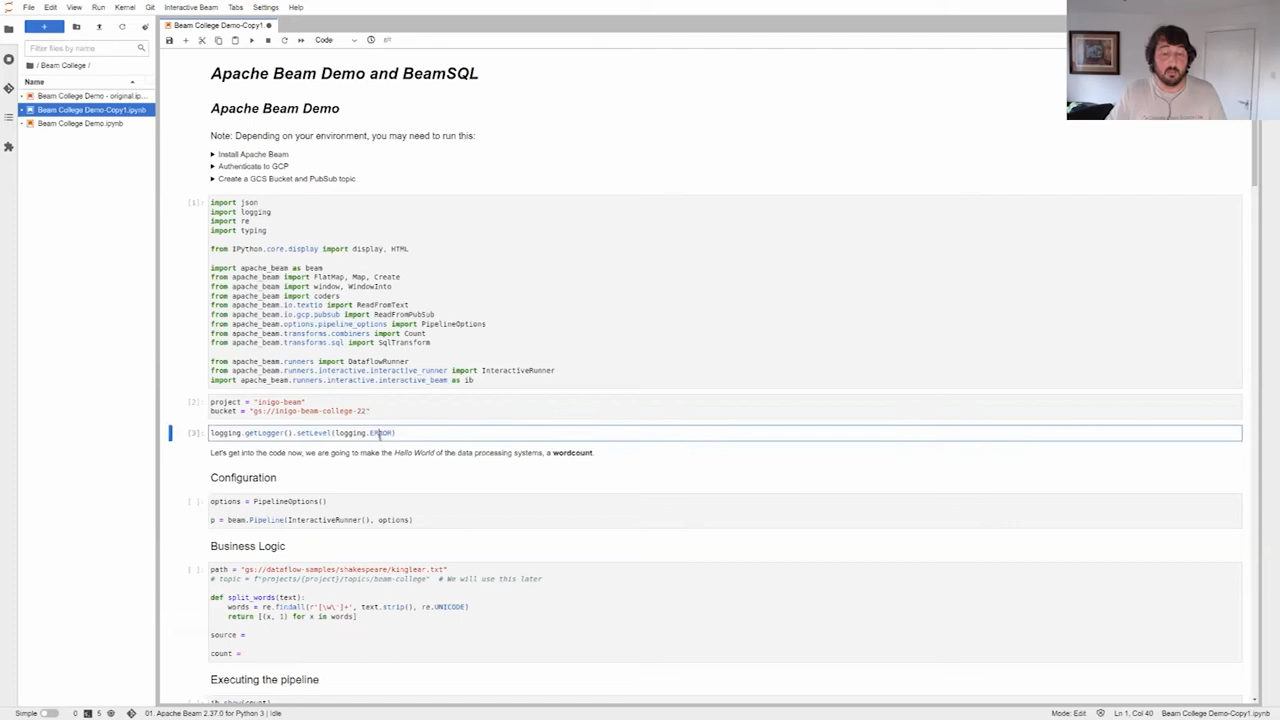 File Edit View Run Kernel Git Interactive Beam Tabs Settings Help
Beam College Demo-Copy1.
Filter files by name
/ Beam College /
Name
Beam College Demo - original.ip...
Beam College Demo-Copy1.ipynb
Beam College Demo.ipynb
Code
git
Apache Beam Demo and BeamSQL
Apache Beam Demo
Note: Depending on your environment, you may need to run this:
Install Apache Beam
Authenticate to GCP
Create a GCS Bucket and PubSub topic
[1]: import json
import logging
import re
import typing
from IPython.core.display import display, HTML
import apache_beam as beam
from apache_beam import FlatMap, Map, Create
from apache_beam import window, WindowInto
from apache_beam import coders
from apache_beam.io.textio import ReadFromText
from apache_beam.io.gcp.pubsub import ReadFromPubSub
from apache_beam.options.pipeline_options import PipelineOptions
from apache_beam.transforms.combiners import Count
from apache_beam.transforms.sql import SqlTransform
from apache_beam.runners import DataflowRunner
from apache_beam.runners.interactive.interactive_runner import InteractiveRunner
import apache_beam.runners.interactive.interactive_beam as ib
[2]: project = "inigo-beam"
bucket = "gs://inigo-beam-college-22"
[3]: logging.getLogger().setLevel(logging.ERROR)
Let's get into the code now, we are going to make the Hello World of the data processing systems, a wordcount.
Configuration
[ ]: options = PipelineOptions()
p = beam.Pipeline(InteractiveRunner(), options)
Business Logic
[ ]: path = "gs://dataflow-samples/shakespeare/kinglear.txt"
# topic = f"projects/{project}/topics/beam-college" # We will use this later
def split_words(text):
words = re.findall(r'[\w\']+', text.strip(), re.UNICODE)
return [(x, 1) for x in words]
source =
count =
Executing the pipeline
[ ]: ib.show(count)
Simple 0 5 01. Apache Beam 2.37.0 for Python 3 | Idle
Mode: Edit Ln 1, Col 40 Beam College Demo-Copy1.ipynb